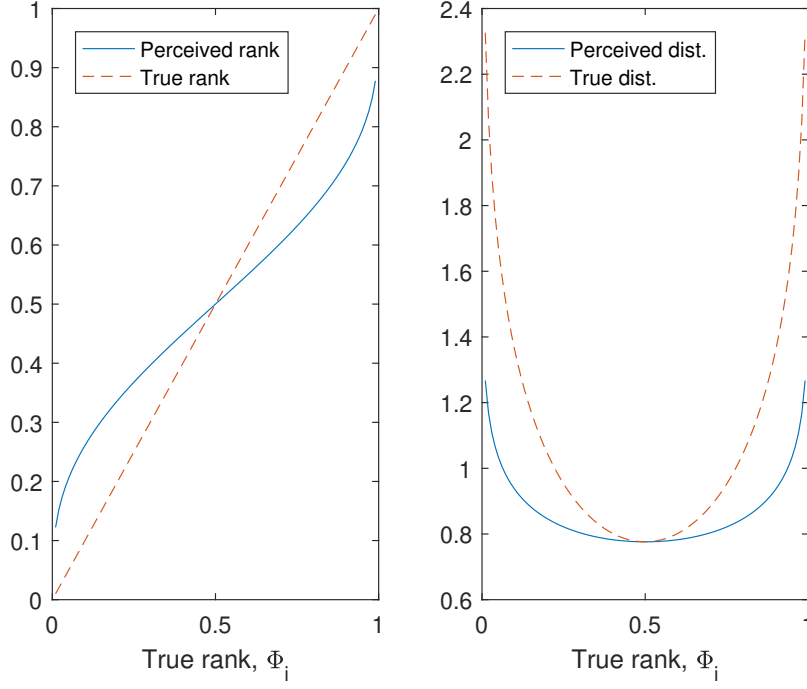 1
0.9
0.8
0.7
0.6
0.5
0.4
0.3
0.2
0.1
0
Perceived rank
True rank
0 0.5 1
True rank, Φi
2.4
2.2
2
1.8
1.6
1.4
1.2
1
0.8
0.6
Perceived dist.
True dist.
0 0.5 1
True rank, Φi